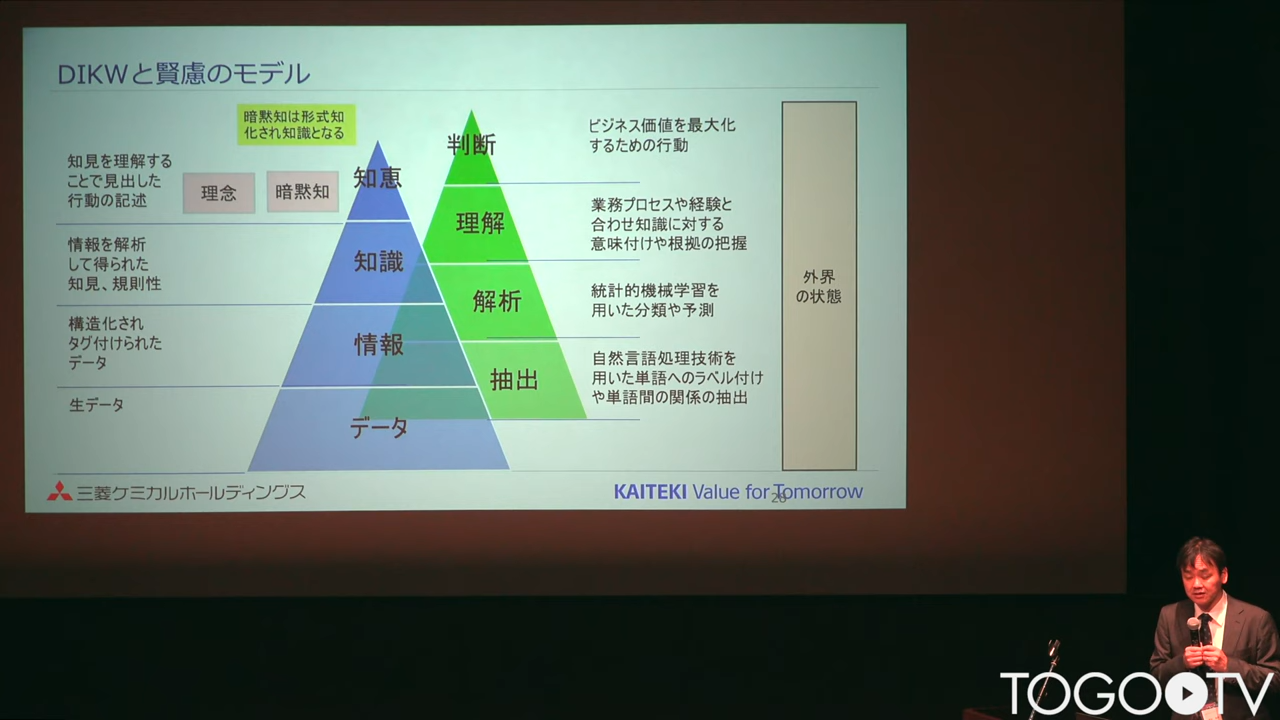 DIKWと賢慮のモデル
暗黙知は形式知
化され知識となる
知見を理解する
ことで見出した
行動の記述
理念
暗黙知
知恵
判断
ビジネス価値を最大化
するための行動
情報を解析
して得られた
知見、規則性
知識
理解
業務プロセスや経験と
合わせ知識に対する
意味付けや根拠の把握
構造化され
タグ付けられた
データ
情報
解析
統計的機械学習を
用いた分類や予測
生データ
データ
抽出
自然言語処理技術を
用いた単語へのラベル付け
や単語間の関係の抽出
外界
の状態
三菱ケミカルホールディングス
KAITEKI Value for Tomorrow
TOGO TV